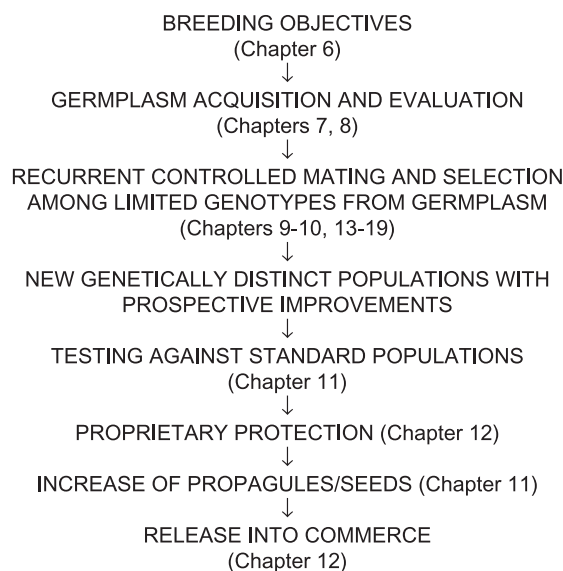 BREEDING OBJECTIVES
(Chapter 6)
↓
GERMPLASM ACQUISITION AND EVALUATION
(Chapters 7, 8)
↓
RECURRENT CONTROLLED MATING AND SELECTION
AMONG LIMITED GENOTYPES FROM GERMPLASM
(Chapters 9-10, 13-19)
↓
NEW GENETICALLY DISTINCT POPULATIONS WITH
PROSPECTIVE IMPROVEMENTS
↓
TESTING AGAINST STANDARD POPULATIONS
(Chapter 11)
↓
PROPRIETARY PROTECTION (Chapter 12)
↓
INCREASE OF PROPAGULES/SEEDS (Chapter 11)
↓
RELEASE INTO COMMERCE
(Chapter 12)